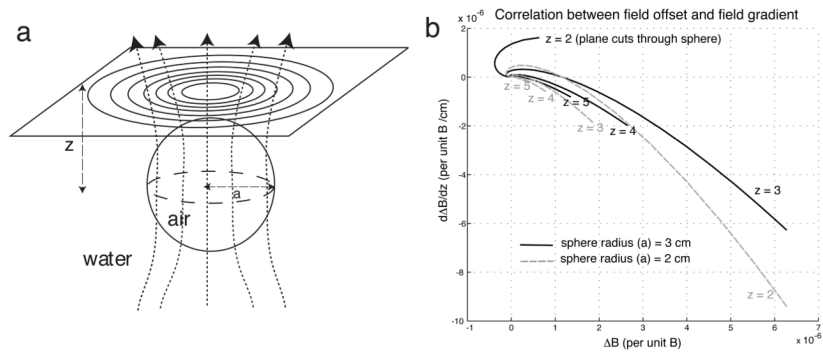 a
z
a
air
water
b
Correlation between field offset and field gradient
x 10⁻⁶
z = 2 (plane cuts through sphere)
z = 5
z = 4
z = 5
z = 3
z = 4
z = 3
z = 2
sphere radius (a) = 3 cm
sphere radius (a) = 2 cm
dΔB/dz (per unit B /cm)
2
0
-2
-4
-6
-8
-10
-1 0 1 2 3 4 5 6 7
x 10⁻⁶
ΔB (per unit B)